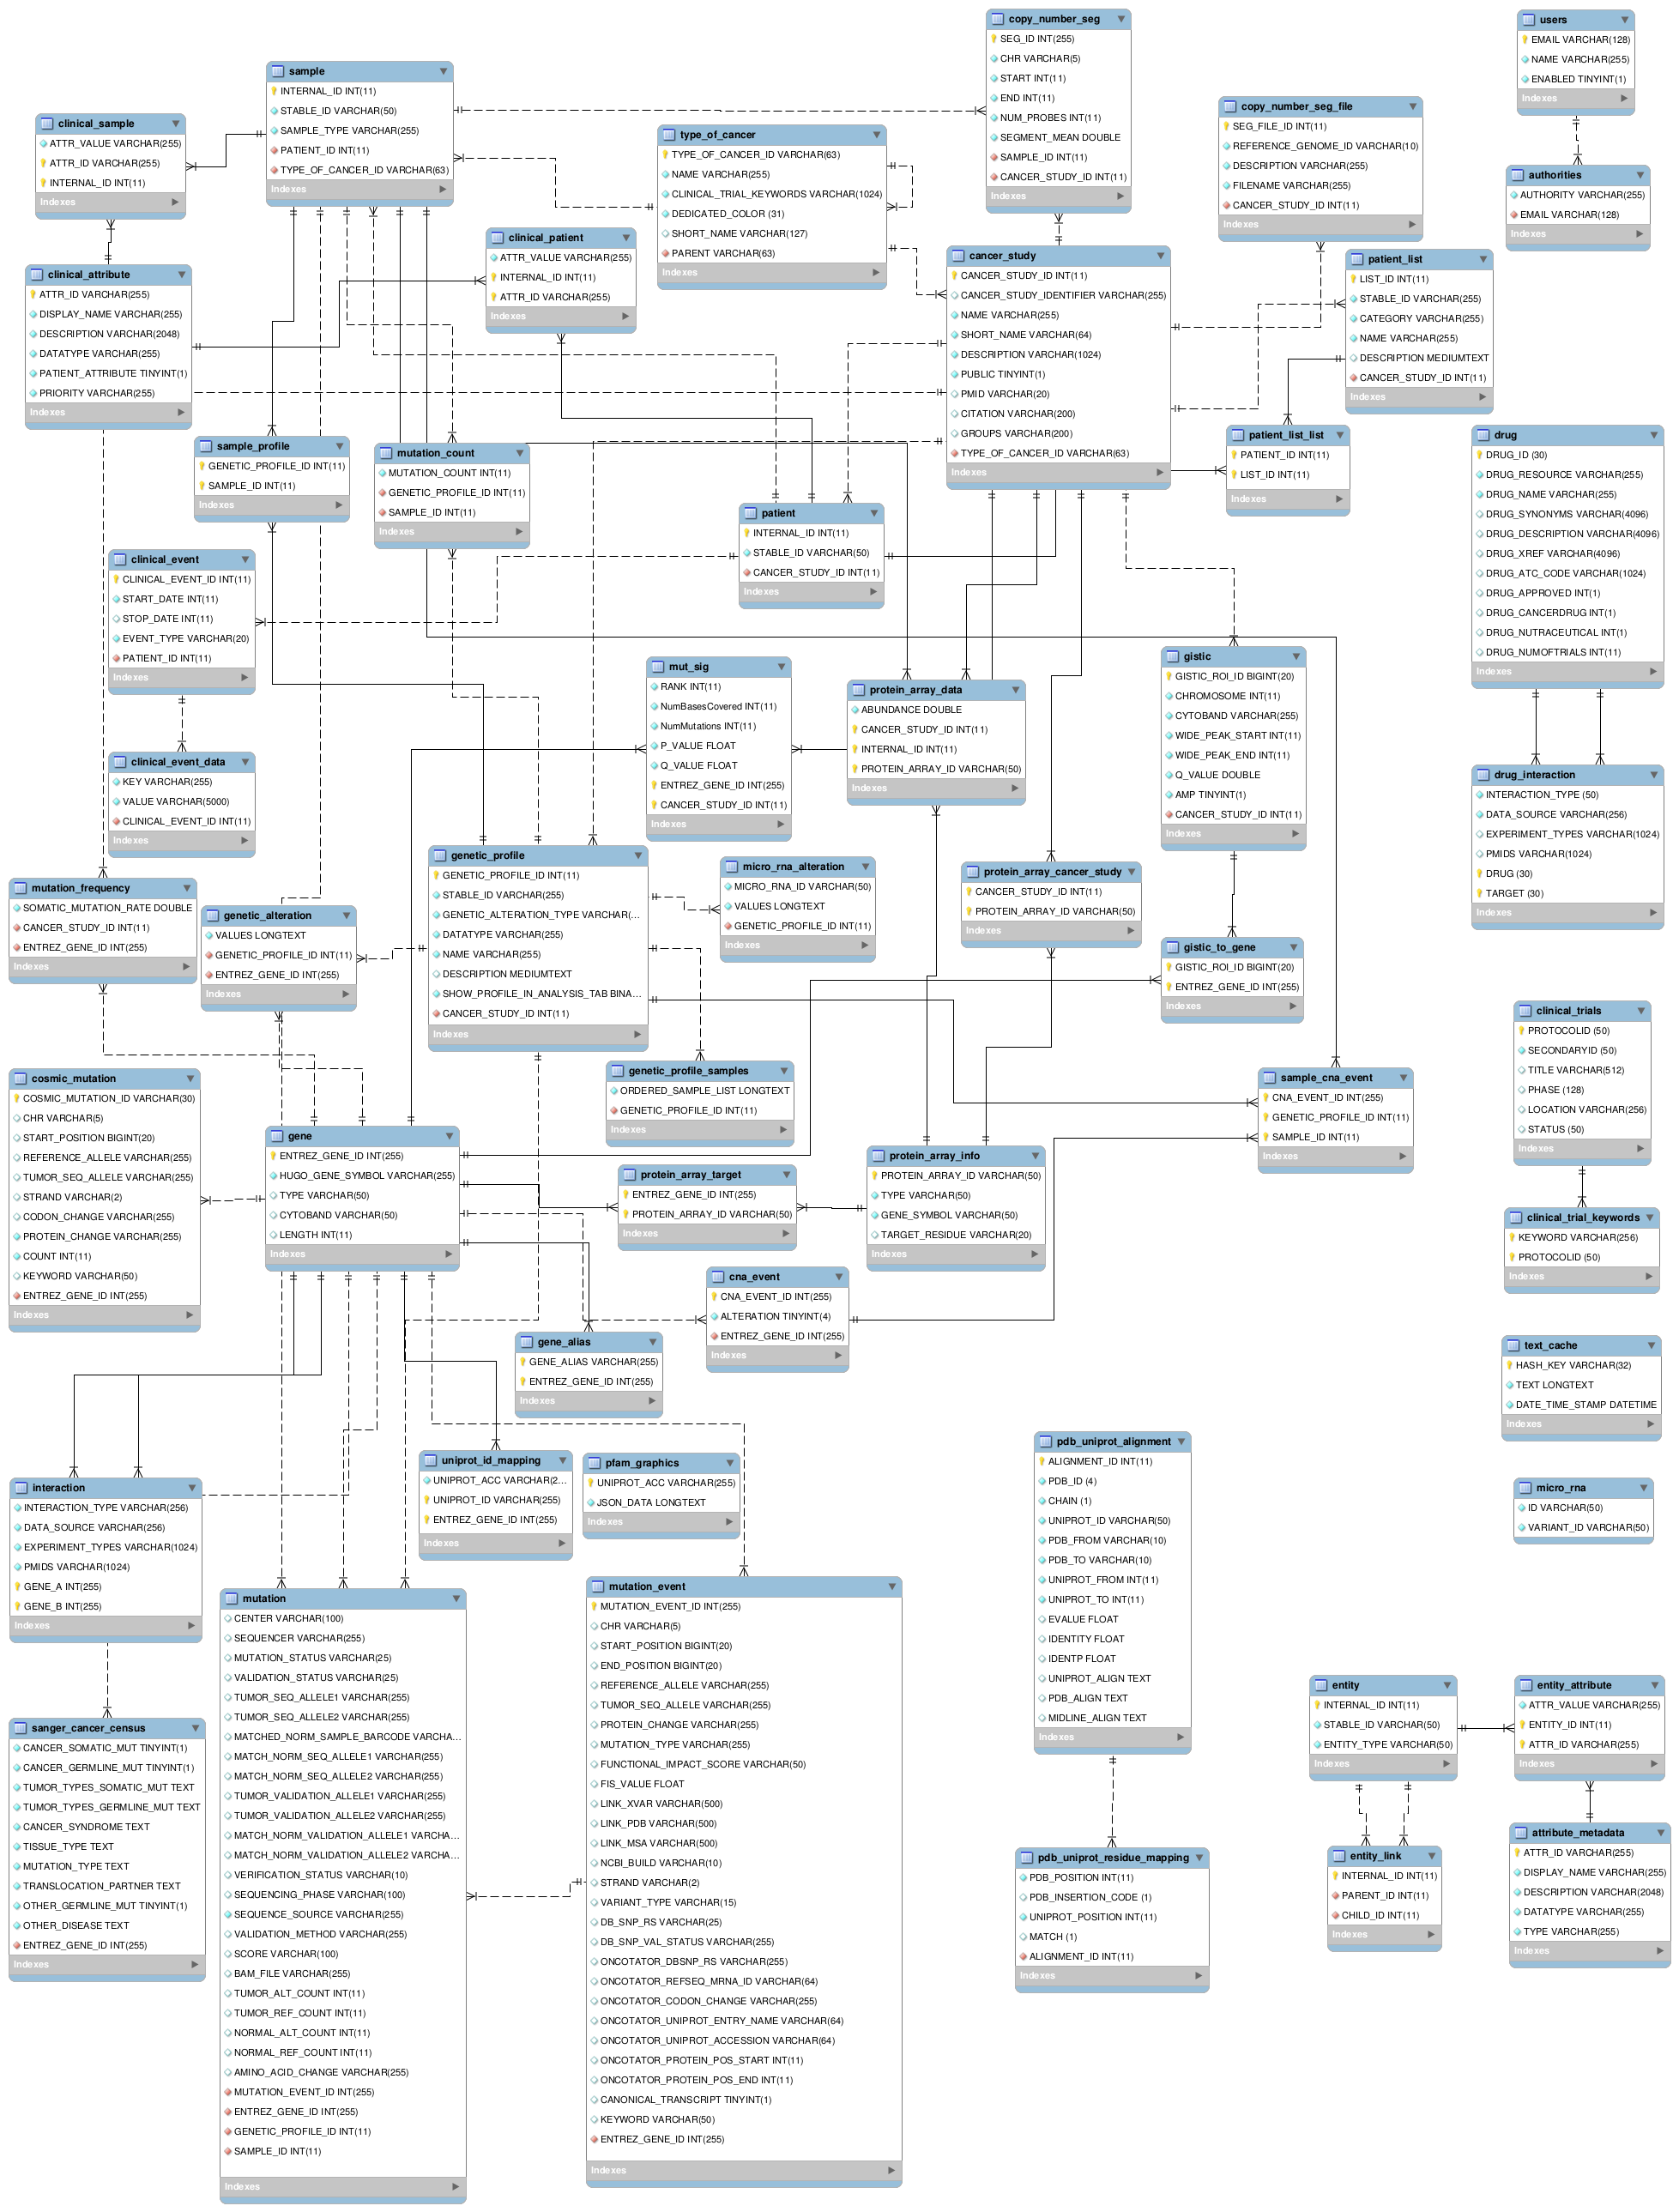 copy_number_seg
SEG_ID INT(255)
CHR VARCHAR(5)
START INT(11)
END INT(11)
NUM_PROBES INT(11)
SEGMENT_MEAN DOUBLE
SAMPLE_ID INT(11)
CANCER_STUDY_ID INT(11)
Indexes
users
EMAIL VARCHAR(128)
NAME VARCHAR(255)
ENABLED TINYINT(1)
Indexes
sample
INTERNAL_ID INT(11)
STABLE_ID VARCHAR(50)
SAMPLE_TYPE VARCHAR(255)
PATIENT_ID INT(11)
TYPE_OF_CANCER_ID VARCHAR(63)
Indexes
clinical_sample
ATTR_VALUE VARCHAR(255)
ATTR_ID VARCHAR(255)
INTERNAL_ID INT(11)
Indexes
type_of_cancer
TYPE_OF_CANCER_ID VARCHAR(63)
NAME VARCHAR(255)
CLINICAL_TRIAL_KEYWORDS VARCHAR(1024)
DEDICATED_COLOR (31)
SHORT_NAME VARCHAR(127)
PARENT VARCHAR(63)
Indexes
copy_number_seg_file
SEG_FILE_ID INT(11)
REFERENCE_GENOME_ID VARCHAR(10)
DESCRIPTION VARCHAR(255)
FILENAME VARCHAR(255)
CANCER_STUDY_ID INT(11)
Indexes
authorities
AUTHORITY VARCHAR(255)
EMAIL VARCHAR(128)
Indexes
clinical_patient
ATTR_VALUE VARCHAR(255)
INTERNAL_ID INT(11)
ATTR_ID VARCHAR(255)
Indexes
clinical_attribute
ATTR_ID VARCHAR(255)
DISPLAY_NAME VARCHAR(255)
DESCRIPTION VARCHAR(2048)
DATATYPE VARCHAR(255)
PATIENT_ATTRIBUTE TINYINT(1)
PRIORITY VARCHAR(255)
Indexes
cancer_study
CANCER_STUDY_ID INT(11)
CANCER_STUDY_IDENTIFIER VARCHAR(255)
NAME VARCHAR(255)
SHORT_NAME VARCHAR(64)
DESCRIPTION VARCHAR(1024)
PUBLIC TINYINT(1)
PMID VARCHAR(20)
CITATION VARCHAR(200)
GROUPS VARCHAR(200)
TYPE_OF_CANCER_ID VARCHAR(63)
Indexes
patient_list
LIST_ID INT(11)
STABLE_ID VARCHAR(255)
CATEGORY VARCHAR(255)
NAME VARCHAR(255)
DESCRIPTION MEDIUMTEXT
CANCER_STUDY_ID INT(11)
Indexes
sample_profile
GENETIC_PROFILE_ID INT(11)
SAMPLE_ID INT(11)
Indexes
mutation_count
MUTATION_COUNT INT(11)
GENETIC_PROFILE_ID INT(11)
SAMPLE_ID INT(11)
Indexes
patient_list_list
PATIENT_ID INT(11)
LIST_ID INT(11)
Indexes
drug
DRUG_ID (30)
DRUG_RESOURCE VARCHAR(255)
DRUG_NAME VARCHAR(255)
DRUG_SYNONYMS VARCHAR(4096)
DRUG_DESCRIPTION VARCHAR(4096)
DRUG_XREF VARCHAR(4096)
DRUG_ATC_CODE VARCHAR(1024)
DRUG_APPROVED INT(1)
DRUG_CANCERDRUG INT(1)
DRUG_NUTRACEUTICAL INT(1)
DRUG_NUMOFTRIALS INT(11)
Indexes
patient
INTERNAL_ID INT(11)
STABLE_ID VARCHAR(50)
CANCER_STUDY_ID INT(11)
Indexes
clinical_event
CLINICAL_EVENT_ID INT(11)
START_DATE INT(11)
STOP_DATE INT(11)
EVENT_TYPE VARCHAR(20)
PATIENT_ID INT(11)
Indexes
mut_sig
RANK INT(11)
NumBasesCovered INT(11)
NumMutations INT(11)
P_VALUE FLOAT
Q_VALUE FLOAT
ENTREZ_GENE_ID INT(255)
CANCER_STUDY_ID INT(11)
Indexes
protein_array_data
ABUNDANCE DOUBLE
CANCER_STUDY_ID INT(11)
INTERNAL_ID INT(11)
PROTEIN_ARRAY_ID VARCHAR(50)
Indexes
gistic
GISTIC_ROI_ID BIGINT(20)
CHROMOSOME INT(11)
CYTOBAND VARCHAR(255)
WIDE_PEAK_START INT(11)
WIDE_PEAK_END INT(11)
Q_VALUE DOUBLE
AMP TINYINT(1)
CANCER_STUDY_ID INT(11)
Indexes
clinical_event_data
KEY VARCHAR(255)
VALUE VARCHAR(5000)
CLINICAL_EVENT_ID INT(11)
Indexes
drug_interaction
INTERACTION_TYPE (50)
DATA_SOURCE VARCHAR(256)
EXPERIMENT_TYPES VARCHAR(1024)
PMIDS VARCHAR(1024)
DRUG (30)
TARGET (30)
Indexes
genetic_profile
GENETIC_PROFILE_ID INT(11)
STABLE_ID VARCHAR(255)
GENETIC_ALTERATION_TYPE VARCHAR(...
DATATYPE VARCHAR(255)
NAME VARCHAR(255)
DESCRIPTION MEDIUMTEXT
SHOW_PROFILE_IN_ANALYSIS_TAB BINA...
CANCER_STUDY_ID INT(11)
Indexes
micro_rna_alteration
MICRO_RNA_ID VARCHAR(50)
VALUES LONGTEXT
GENETIC_PROFILE_ID INT(11)
Indexes
protein_array_cancer_study
CANCER_STUDY_ID INT(11)
PROTEIN_ARRAY_ID VARCHAR(50)
Indexes
mutation_frequency
SOMATIC_MUTATION_RATE DOUBLE
CANCER_STUDY_ID INT(11)
ENTREZ_GENE_ID INT(255)
Indexes
genetic_alteration
VALUES LONGTEXT
GENETIC_PROFILE_ID INT(11)
ENTREZ_GENE_ID INT(255)
Indexes
gistic_to_gene
GISTIC_ROI_ID BIGINT(20)
ENTREZ_GENE_ID INT(255)
Indexes
clinical_trials
PROTOCOLID (50)
SECONDARYID (50)
TITLE VARCHAR(512)
PHASE (128)
LOCATION VARCHAR(256)
STATUS (50)
Indexes
cosmic_mutation
COSMIC_MUTATION_ID VARCHAR(30)
CHR VARCHAR(5)
START_POSITION BIGINT(20)
REFERENCE_ALLELE VARCHAR(255)
TUMOR_SEQ_ALLELE VARCHAR(255)
STRAND VARCHAR(2)
CODON_CHANGE VARCHAR(255)
PROTEIN_CHANGE VARCHAR(255)
COUNT INT(11)
KEYWORD VARCHAR(50)
ENTREZ_GENE_ID INT(255)
Indexes
genetic_profile_samples
ORDERED_SAMPLE_LIST LONGTEXT
GENETIC_PROFILE_ID INT(11)
Indexes
sample_cna_event
CNA_EVENT_ID INT(255)
GENETIC_PROFILE_ID INT(11)
SAMPLE_ID INT(11)
Indexes
gene
ENTREZ_GENE_ID INT(255)
HUGO_GENE_SYMBOL VARCHAR(255)
TYPE VARCHAR(50)
CYTOBAND VARCHAR(50)
LENGTH INT(11)
Indexes
protein_array_target
ENTREZ_GENE_ID INT(255)
PROTEIN_ARRAY_ID VARCHAR(50)
Indexes
protein_array_info
PROTEIN_ARRAY_ID VARCHAR(50)
TYPE VARCHAR(50)
GENE_SYMBOL VARCHAR(50)
TARGET_RESIDUE VARCHAR(20)
Indexes
clinical_trial_keywords
KEYWORD VARCHAR(256)
PROTOCOLID (50)
Indexes
cna_event
CNA_EVENT_ID INT(255)
ALTERATION TINYINT(4)
ENTREZ_GENE_ID INT(255)
Indexes
gene_alias
GENE_ALIAS VARCHAR(255)
ENTREZ_GENE_ID INT(255)
Indexes
text_cache
HASH_KEY VARCHAR(32)
TEXT LONGTEXT
DATE_TIME_STAMP DATETIME
Indexes
interaction
INTERACTION_TYPE VARCHAR(256)
DATA_SOURCE VARCHAR(256)
EXPERIMENT_TYPES VARCHAR(1024)
PMIDS VARCHAR(1024)
GENE_A INT(255)
GENE_B INT(255)
Indexes
uniprot_id_mapping
UNIPROT_ACC VARCHAR(2...
UNIPROT_ID VARCHAR(255)
ENTREZ_GENE_ID INT(255)
Indexes
pfam_graphics
UNIPROT_ACC VARCHAR(255)
JSON_DATA LONGTEXT
Indexes
pdb_uniprot_alignment
ALIGNMENT_ID INT(11)
PDB_ID (4)
CHAIN (1)
UNIPROT_ID VARCHAR(50)
PDB_FROM VARCHAR(10)
PDB_TO VARCHAR(10)
UNIPROT_FROM INT(11)
UNIPROT_TO INT(11)
EVALUE FLOAT
IDENTITY FLOAT
IDENTP FLOAT
UNIPROT_ALIGN TEXT
PDB_ALIGN TEXT
MIDLINE_ALIGN TEXT
Indexes
micro_rna
ID VARCHAR(50)
VARIANT_ID VARCHAR(50)
mutation
CENTER VARCHAR(100)
SEQUENCER VARCHAR(255)
MUTATION_STATUS VARCHAR(25)
VALIDATION_STATUS VARCHAR(25)
TUMOR_SEQ_ALLELE1 VARCHAR(255)
TUMOR_SEQ_ALLELE2 VARCHAR(255)
MATCHED_NORM_SAMPLE_BARCODE VARCHA...
MATCH_NORM_SEQ_ALLELE1 VARCHAR(255)
MATCH_NORM_SEQ_ALLELE2 VARCHAR(255)
TUMOR_VALIDATION_ALLELE1 VARCHAR(255)
TUMOR_VALIDATION_ALLELE2 VARCHAR(255)
MATCH_NORM_VALIDATION_ALLELE1 VARCHA...
MATCH_NORM_VALIDATION_ALLELE2 VARCHA...
VERIFICATION_STATUS VARCHAR(10)
SEQUENCING_PHASE VARCHAR(100)
SEQUENCE_SOURCE VARCHAR(255)
VALIDATION_METHOD VARCHAR(255)
SCORE VARCHAR(100)
BAM_FILE VARCHAR(255)
TUMOR_ALT_COUNT INT(11)
TUMOR_REF_COUNT INT(11)
NORMAL_ALT_COUNT INT(11)
NORMAL_REF_COUNT INT(11)
AMINO_ACID_CHANGE VARCHAR(255)
MUTATION_EVENT_ID INT(255)
ENTREZ_GENE_ID INT(255)
GENETIC_PROFILE_ID INT(11)
SAMPLE_ID INT(11)
Indexes
mutation_event
MUTATION_EVENT_ID INT(255)
CHR VARCHAR(5)
START_POSITION BIGINT(20)
END_POSITION BIGINT(20)
REFERENCE_ALLELE VARCHAR(255)
TUMOR_SEQ_ALLELE VARCHAR(255)
PROTEIN_CHANGE VARCHAR(255)
MUTATION_TYPE VARCHAR(255)
FUNCTIONAL_IMPACT_SCORE VARCHAR(50)
FIS_VALUE FLOAT
LINK_XVAR VARCHAR(500)
LINK_PDB VARCHAR(500)
LINK_MSA VARCHAR(500)
NCBI_BUILD VARCHAR(10)
STRAND VARCHAR(2)
VARIANT_TYPE VARCHAR(15)
DB_SNP_RS VARCHAR(25)
DB_SNP_VAL_STATUS VARCHAR(255)
ONCOTATOR_DBSNP_RS VARCHAR(255)
ONCOTATOR_REFSEQ_MRNA_ID VARCHAR(64)
ONCOTATOR_CODON_CHANGE VARCHAR(255)
ONCOTATOR_UNIPROT_ENTRY_NAME VARCHAR(64)
ONCOTATOR_UNIPROT_ACCESSION VARCHAR(64)
ONCOTATOR_PROTEIN_POS_START INT(11)
ONCOTATOR_PROTEIN_POS_END INT(11)
CANONICAL_TRANSCRIPT TINYINT(1)
KEYWORD VARCHAR(50)
ENTREZ_GENE_ID INT(255)
Indexes
sanger_cancer_census
CANCER_SOMATIC_MUT TINYINT(1)
CANCER_GERMLINE_MUT TINYINT(1)
TUMOR_TYPES_SOMATIC_MUT TEXT
TUMOR_TYPES_GERMLINE_MUT TEXT
CANCER_SYNDROME TEXT
TISSUE_TYPE TEXT
MUTATION_TYPE TEXT
TRANSLOCATION_PARTNER TEXT
OTHER_GERMLINE_MUT TINYINT(1)
OTHER_DISEASE TEXT
ENTREZ_GENE_ID INT(255)
Indexes
entity
INTERNAL_ID INT(11)
STABLE_ID VARCHAR(50)
ENTITY_TYPE VARCHAR(50)
Indexes
entity_attribute
ATTR_VALUE VARCHAR(255)
ENTITY_ID INT(11)
ATTR_ID VARCHAR(255)
Indexes
pdb_uniprot_residue_mapping
PDB_POSITION INT(11)
PDB_INSERTION_CODE (1)
UNIPROT_POSITION INT(11)
MATCH (1)
ALIGNMENT_ID INT(11)
Indexes
entity_link
INTERNAL_ID INT(11)
PARENT_ID INT(11)
CHILD_ID INT(11)
Indexes
attribute_metadata
ATTR_ID VARCHAR(255)
DISPLAY_NAME VARCHAR(255)
DESCRIPTION VARCHAR(2048)
DATATYPE VARCHAR(255)
TYPE VARCHAR(255)
Indexes